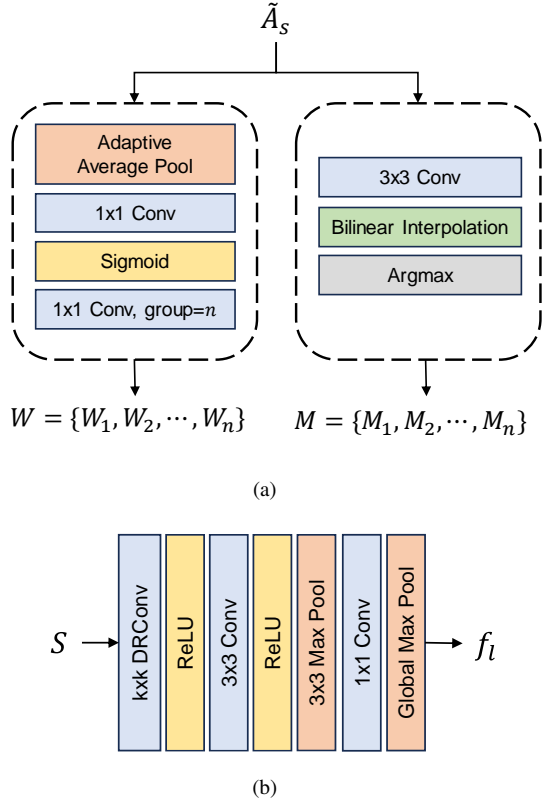 Ã_s
Adaptive
Average Pool
1x1 Conv
Sigmoid
1x1 Conv, group=n
3x3 Conv
Bilinear Interpolation
Argmax
W = {W_1, W_2, ⋯, W_n}
M = {M_1, M_2, ⋯, M_n}
(a)
S
kxk DRConv
ReLU
3x3 Conv
ReLU
3x3 Max Pool
1x1 Conv
Global Max Pool
f_l
(b)